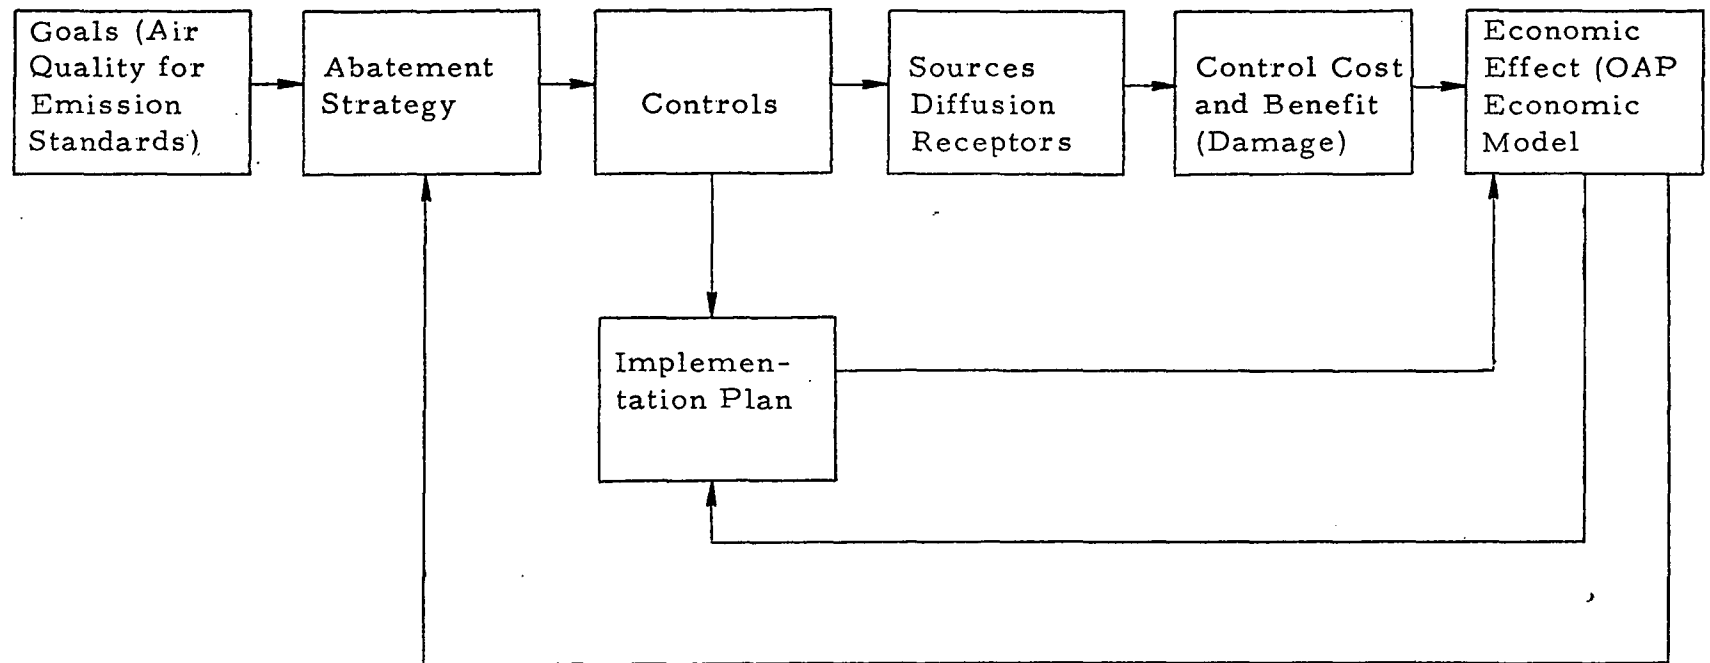 Goals (Air
Quality for
Emission
Standards)
Abatement
Strategy
Controls
Sources
Diffusion
Receptors
Control Cost
and Benefit
(Damage)
Economic
Effect (OAP
Economic
Model
Implemen-
tation Plan